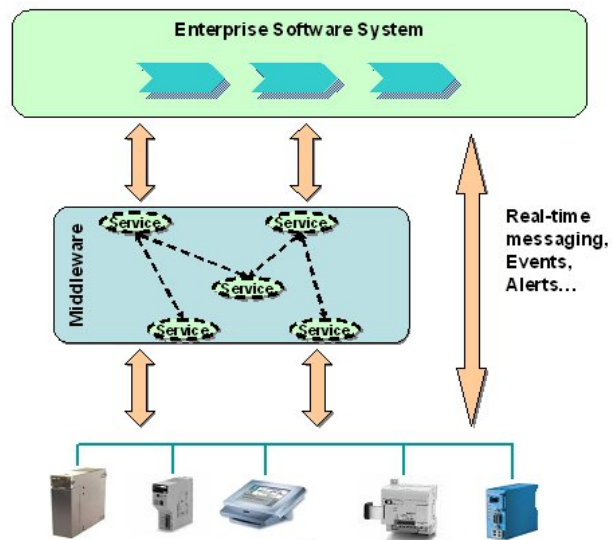 Enterprise Software System
Middleware
Service
Service
Service
Service
Service
Real-time
messaging,
Events,
Alerts...